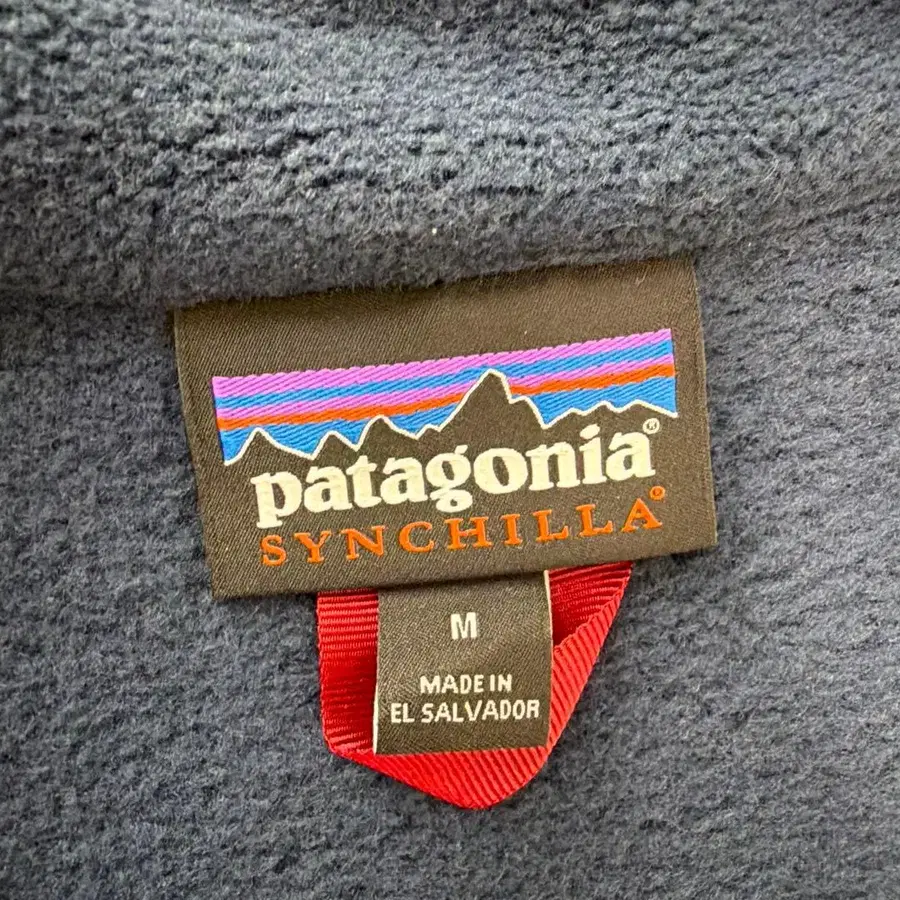 patagonia®
SYNCHILLA®
M
MADE IN
EL SALVADOR